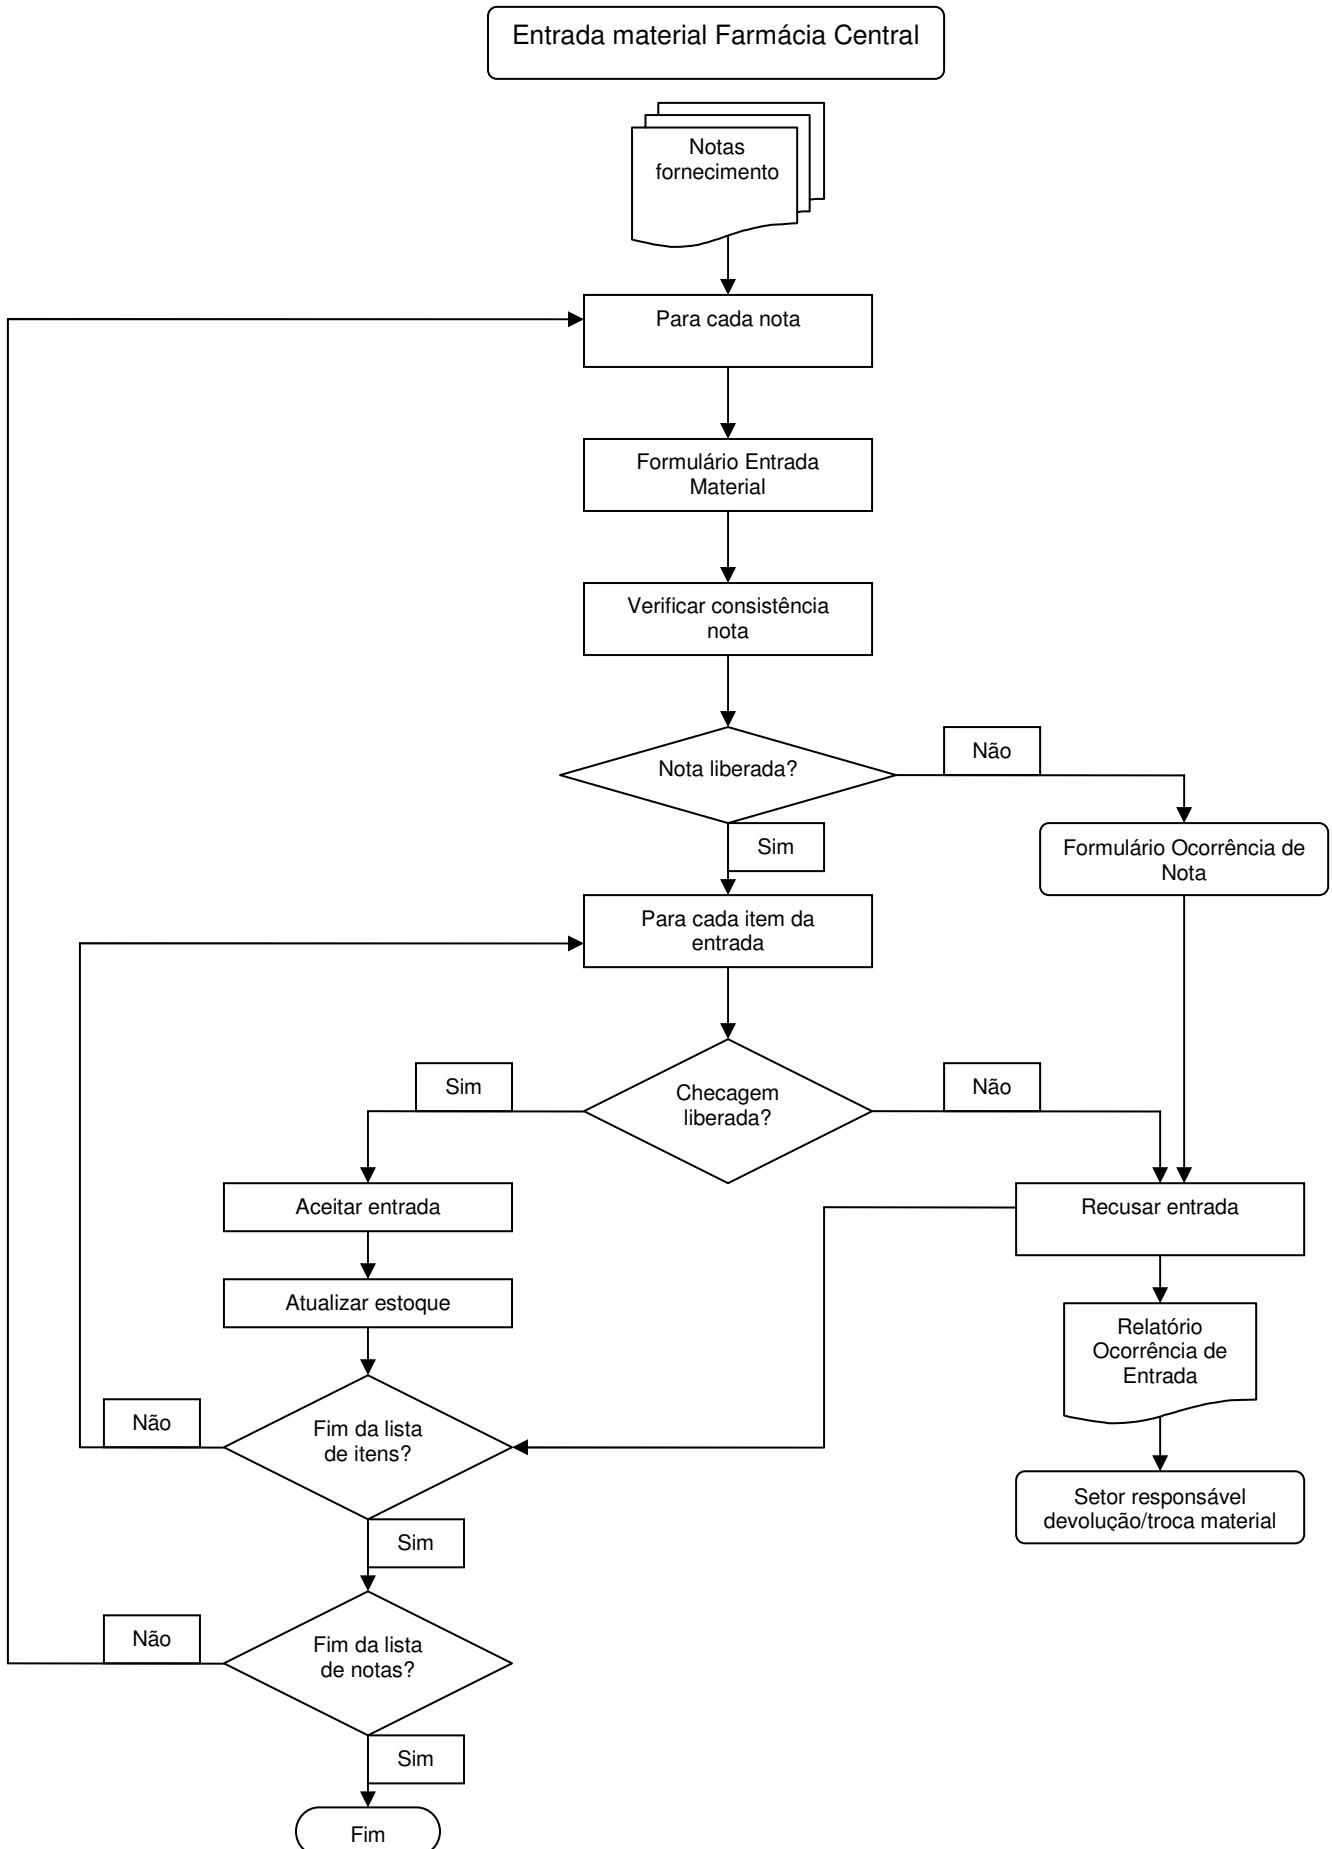 Entrada material Farmácia Central
Notas
fornecimento
Para cada nota
Formulário Entrada
Material
Verificar consistência
nota
Nota liberada?
Não
Sim
Formulário Ocorrência de
Nota
Para cada item da
entrada
Sim
Checagem
liberada?
Não
Aceitar entrada
Recusar entrada
Atualizar estoque
Relatório
Ocorrência de
Entrada
Não
Fim da lista
de itens?
Setor responsável
devolução/troca material
Sim
Não
Fim da lista
de notas?
Sim
Fim